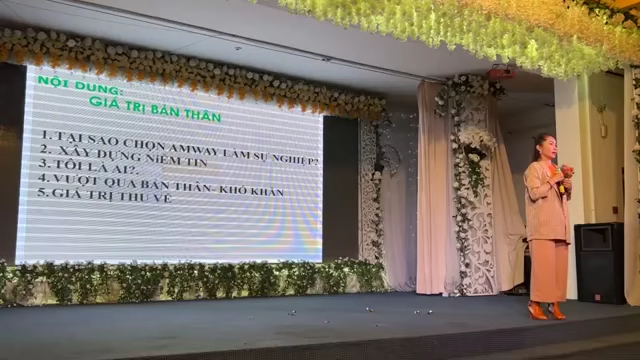 NỘI DUNG:
GIÁ TRỊ BẢN THÂN
1. TẠI SAO CHỌN AMWAY LÀM SỰ NGHIỆP?
2. XÂY DỰNG NIỀM TIN
3. TÔI LÀ AI?.
4. VƯỢT QUA BẢN THÂN- KHÓ KHĂN
5. GIÁ TRỊ THU VỀ